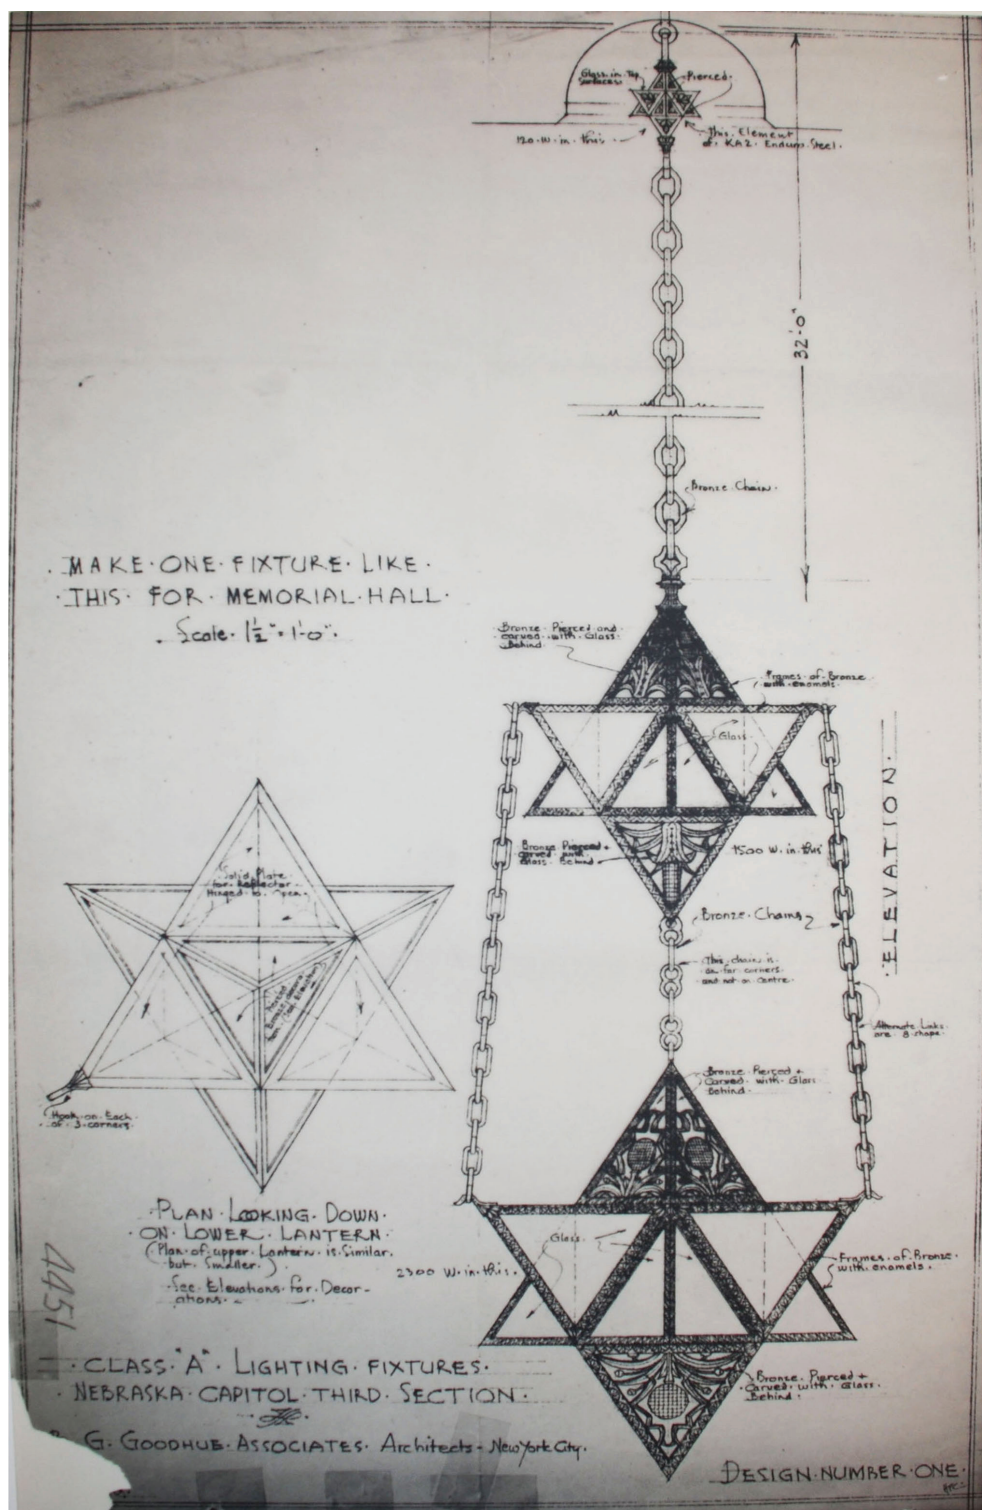 Glass · in · Top
Surfaces ·
Pierced ·
120 · W · in · this
This · Element
of · KA2 · Enduro · Steel ·
32'-0"
Bronze · Chain ·
· MAKE · ONE · FIXTURE · LIKE ·
· THIS · FOR · MEMORIAL · HALL ·
· Scale · 1½" = 1'-0" ·
Bronze · Pierced and
carved · with · Glass ·
Behind ·
Frames · of · Bronze
with · enamels ·
Glass ·
· ELEVATION ·
Bronze · Pierced +
carved · with ·
Glass · Behind ·
1500 W. in · this
Bronze · Chains
This · chain · is ·
on · far · corners
and not · on · Centre ·
Alternate · Links
are · 8 · shape ·
Solid · Plate
for · Reflector ·
Hinged · to · Open ·
Pierced
Bronze
Hook · on · Each
of · 3 · corners ·
Bronze · Pierced +
Carved · with · Glass
Behind ·
· PLAN · LOOKING · DOWN ·
· ON · LOWER · LANTERN ·
(Plan · of · upper · Lantern · is · Similar ·
but · Smaller · )
· See · Elevations · for · Decor -
ations ·
Glass ·
2300 W. in · this ·
Frames · of · Bronze ·
with · enamels ·
Bronze · Pierced +
Carved · with · Glass ·
Behind ·
4451
· CLASS · "A" · LIGHTING · FIXTURES ·
· NEBRASKA · CAPITOL · THIRD · SECTION ·
G · GOODHUE · ASSOCIATES · Architects - New York City ·
DESIGN · NUMBER · ONE ·